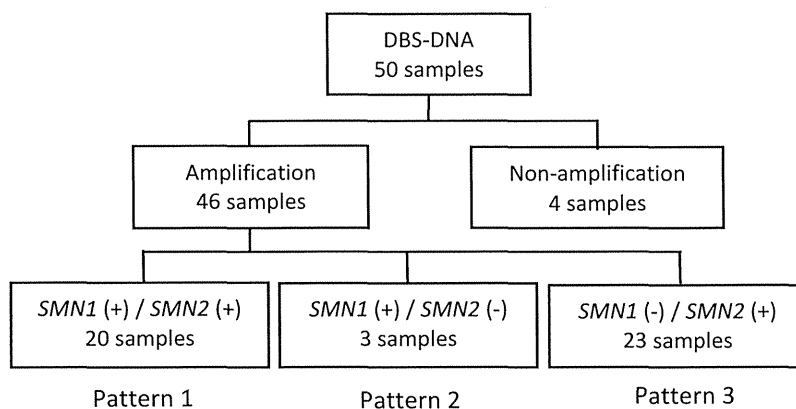 DBS-DNA
50 samples
Amplification
46 samples
Non-amplification
4 samples
SMN1 (+) / SMN2 (+)
20 samples
SMN1 (+) / SMN2 (-)
3 samples
SMN1 (-) / SMN2 (+)
23 samples
Pattern 1
Pattern 2
Pattern 3